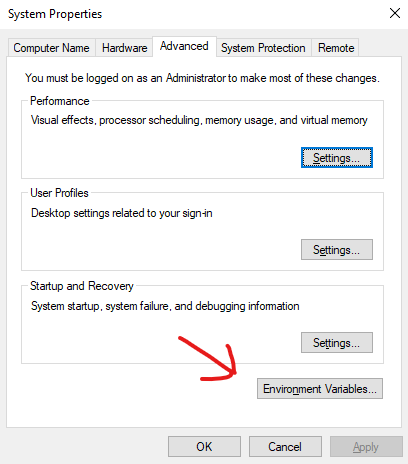 System Properties
Computer Name Hardware Advanced System Protection Remote
You must be logged on as an Administrator to make most of these changes.
Performance
Visual effects, processor scheduling, memory usage, and virtual memory
Settings...
User Profiles
Desktop settings related to your sign-in
Settings...
Startup and Recovery
System startup, system failure, and debugging information
Settings...
Environment Variables...
OK Cancel Apply